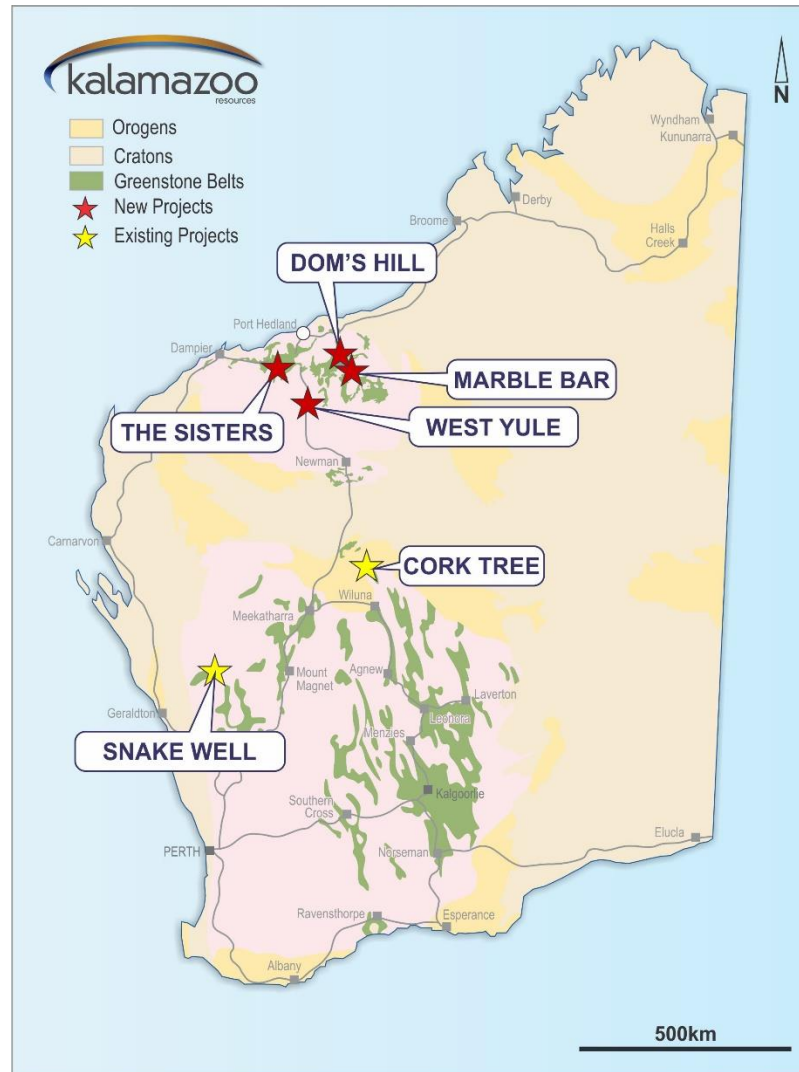 kalamazoo
resources
Orogens
Cratons
Greenstone Belts
New Projects
Existing Projects
N
Wyndham
Kununarra
Derby
Broome
Halls
Creek
DOM'S HILL
Port Hedland
Dampier
MARBLE BAR
THE SISTERS
WEST YULE
Newman
Carnarvon
CORK TREE
Wiluna
Meekatharra
Mount
Magnet
Agnew
Laverton
Leonora
Geraldton
Menzies
SNAKE WELL
Kalgoorlie
Southern
Cross
Elucla
PERTH
Norseman
Ravensthorpe
Esperance
Albany
500km